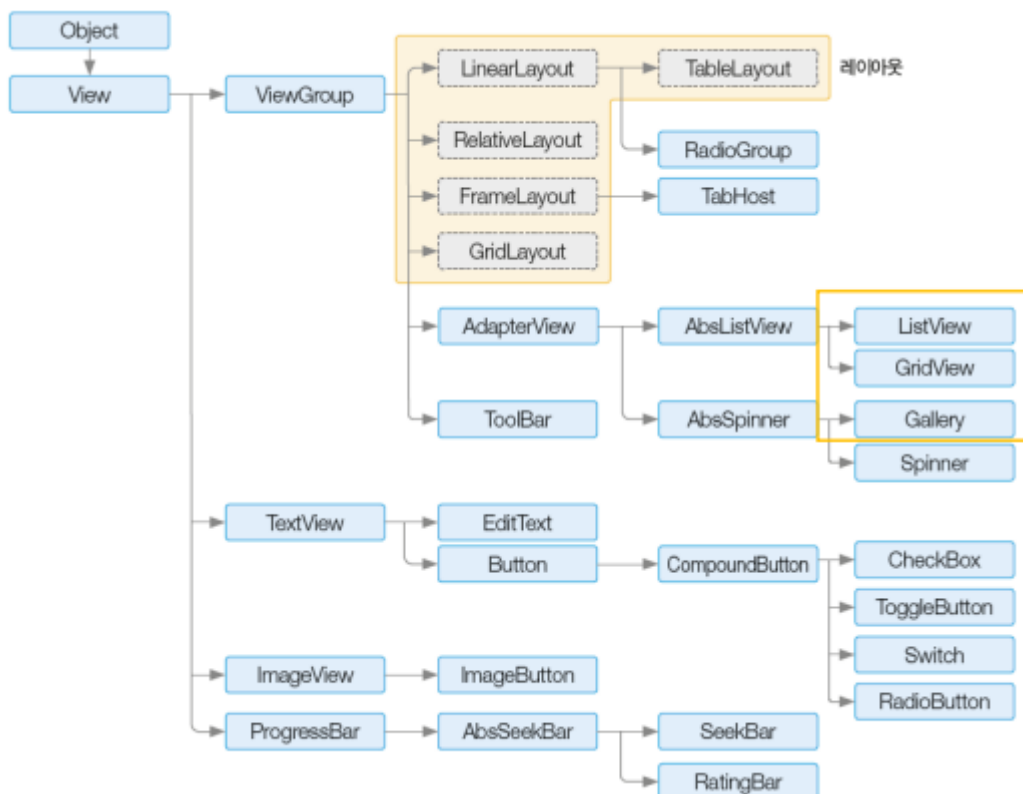 Object
View
ViewGroup
LinearLayout
TableLayout
레이아웃
RelativeLayout
RadioGroup
FrameLayout
TabHost
GridLayout
AdapterView
AbsListView
ListView
GridView
ToolBar
AbsSpinner
Gallery
Spinner
TextView
EditText
Button
CompoundButton
CheckBox
ToggleButton
Switch
RadioButton
ImageView
ImageButton
ProgressBar
AbsSeekBar
SeekBar
RatingBar